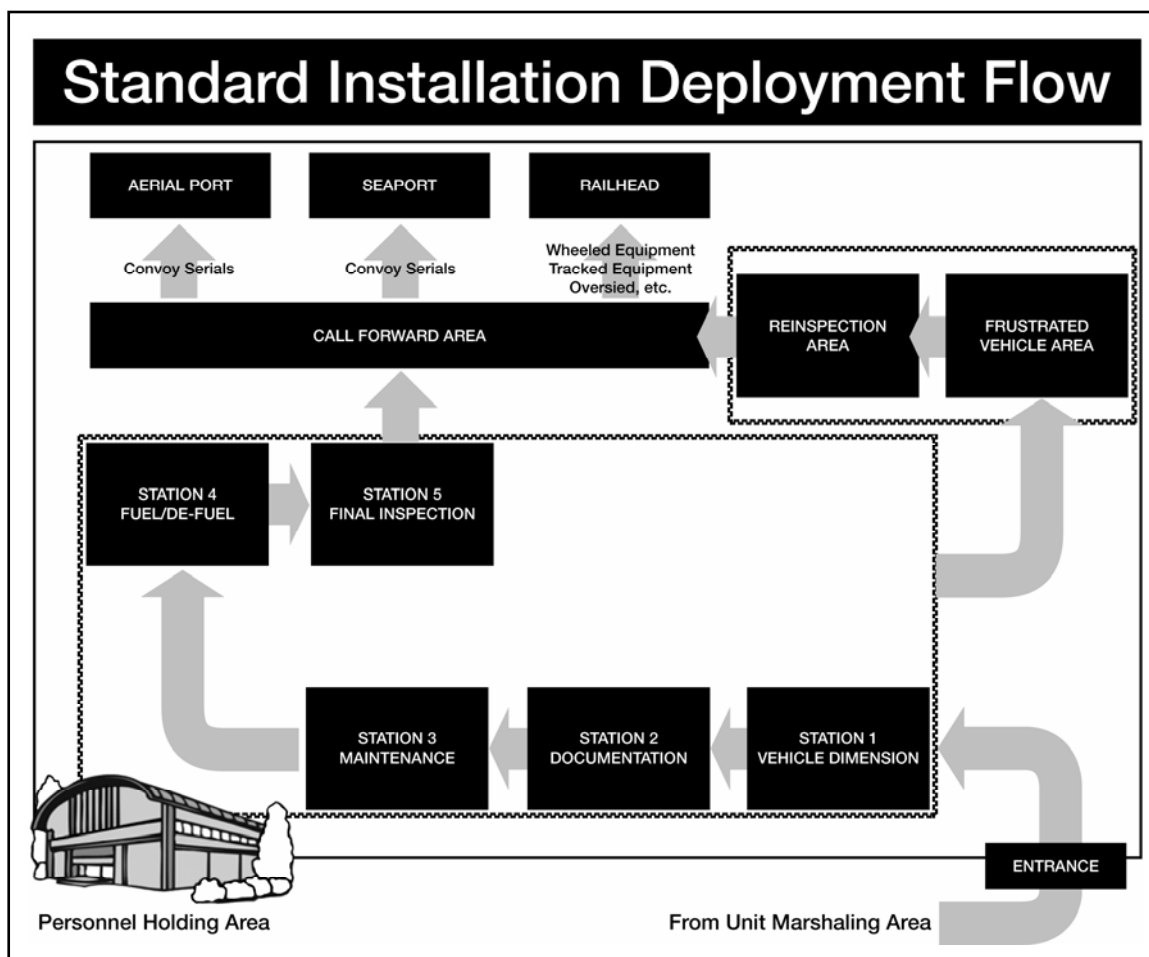 Standard Installation Deployment Flow
AERIAL PORT
SEAPORT
RAILHEAD
Convoy Serials
Convoy Serials
Wheeled Equipment
Tracked Equipment
Oversied, etc.
CALL FORWARD AREA
REINSPECTION
AREA
FRUSTRATED
VEHICLE AREA
STATION 4
FUEL/DE-FUEL
STATION 5
FINAL INSPECTION
STATION 3
MAINTENANCE
STATION 2
DOCUMENTATION
STATION 1
VEHICLE DIMENSION
ENTRANCE
Personnel Holding Area
From Unit Marshaling Area